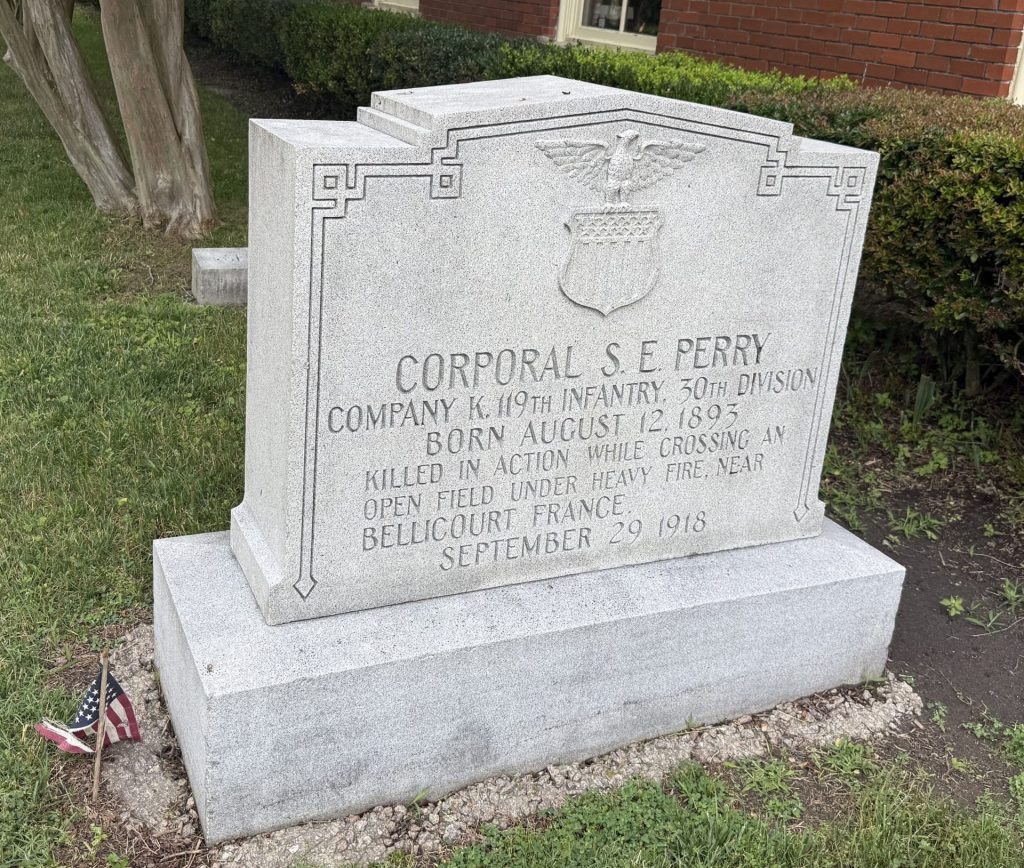 CORPORAL S. E. PERRY
COMPANY K. 119TH INFANTRY, 30TH DIVISION
BORN AUGUST 12, 1893
KILLED IN ACTION WHILE CROSSING AN
OPEN FIELD UNDER HEAVY FIRE, NEAR
BELLICOURT FRANCE.
SEPTEMBER 29 1918